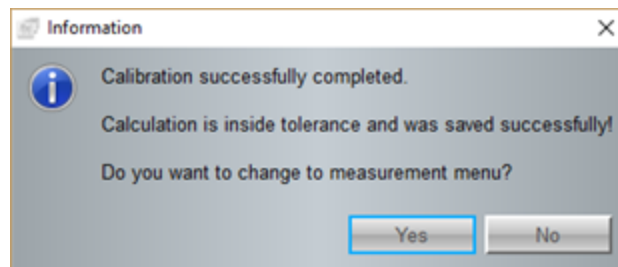 Information
Calibration successfully completed.
Calculation is inside tolerance and was saved successfully!
Do you want to change to measurement menu?
Yes
No